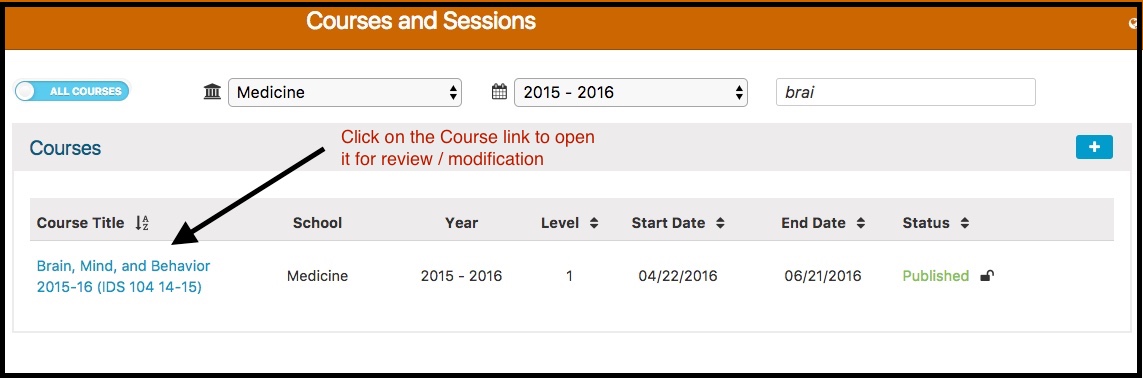 Courses and Sessions
ALL COURSES Medicine 2015 - 2016 brai
Click on the Course link to open
it for review / modification
Courses +
Course Title School Year Level Start Date End Date Status
Brain, Mind, and Behavior
2015-16 (IDS 104 14-15) Medicine 2015 - 2016 1 04/22/2016 06/21/2016 Published